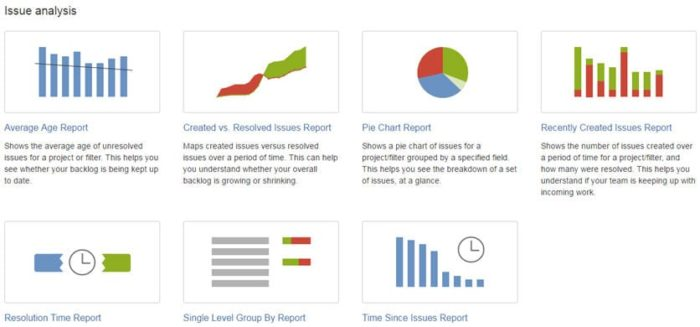 Issue analysis
Average Age Report
Shows the average age of unresolved
issues for a project or filter. This helps you
see whether your backlog is being kept up
to date.
Created vs. Resolved Issues Report
Maps created issues versus resolved
issues over a period of time. This can help
you understand whether your overall
backlog is growing or shrinking.
Pie Chart Report
Shows a pie chart of issues for a
project/filter grouped by a specified field.
This helps you see the breakdown of a set
of issues, at a glance.
Recently Created Issues Report
Shows the number of issues created over
a period of time for a project/filter, and
how many were resolved. This helps you
understand if your team is keeping up with
incoming work.
Resolution Time Report
Single Level Group By Report
Time Since Issues Report